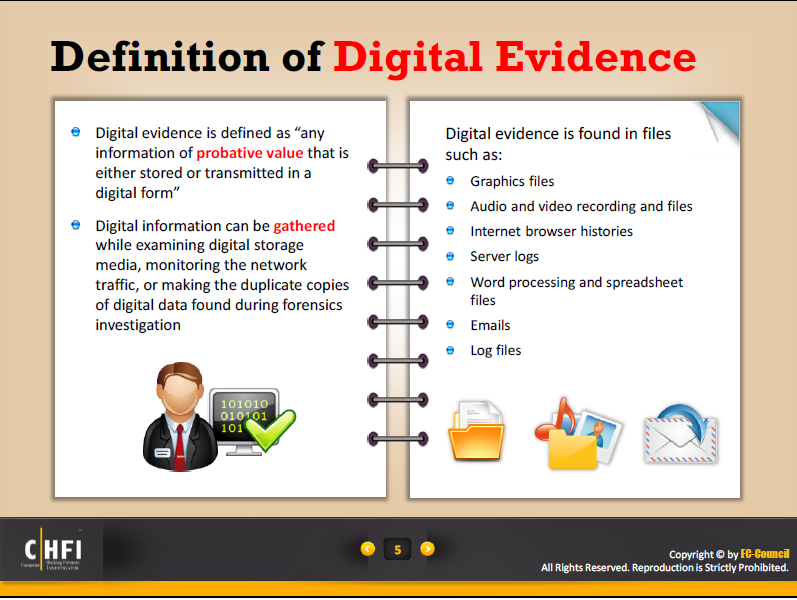 Definition of Digital Evidence
Digital evidence is defined as “any
information of probative value that is
either stored or transmitted in a
digital form”
Digital information can be gathered
while examining digital storage
media, monitoring the network
traffic, or making the duplicate copies
of digital data found during forensics
investigation
101010
010101
101
Digital evidence is found in files
such as:
Graphics files
Audio and video recording and files
Internet browser histories
Server logs
Word processing and spreadsheet
files
Emails
Log files
CHFI
Computer Hacking Forensic
INVESTIGATOR
5
Copyright © by EC-Council
All Rights Reserved. Reproduction is Strictly Prohibited.